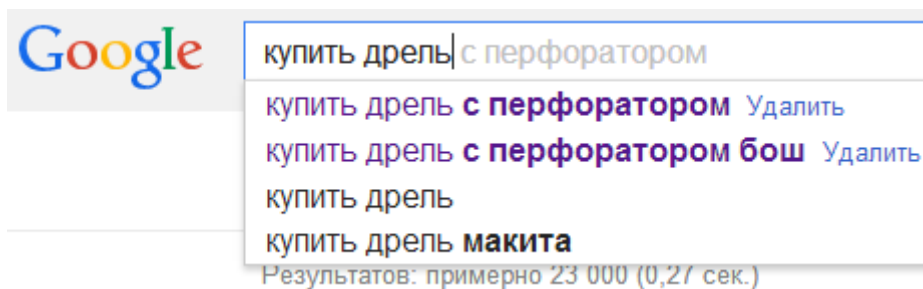 Google
купить дрель с перфоратором
купить дрель с перфоратором Удалить
купить дрель с перфоратором бош Удалить
купить дрель
купить дрель макита
Результатов: примерно 23 000 (0,27 сек.)